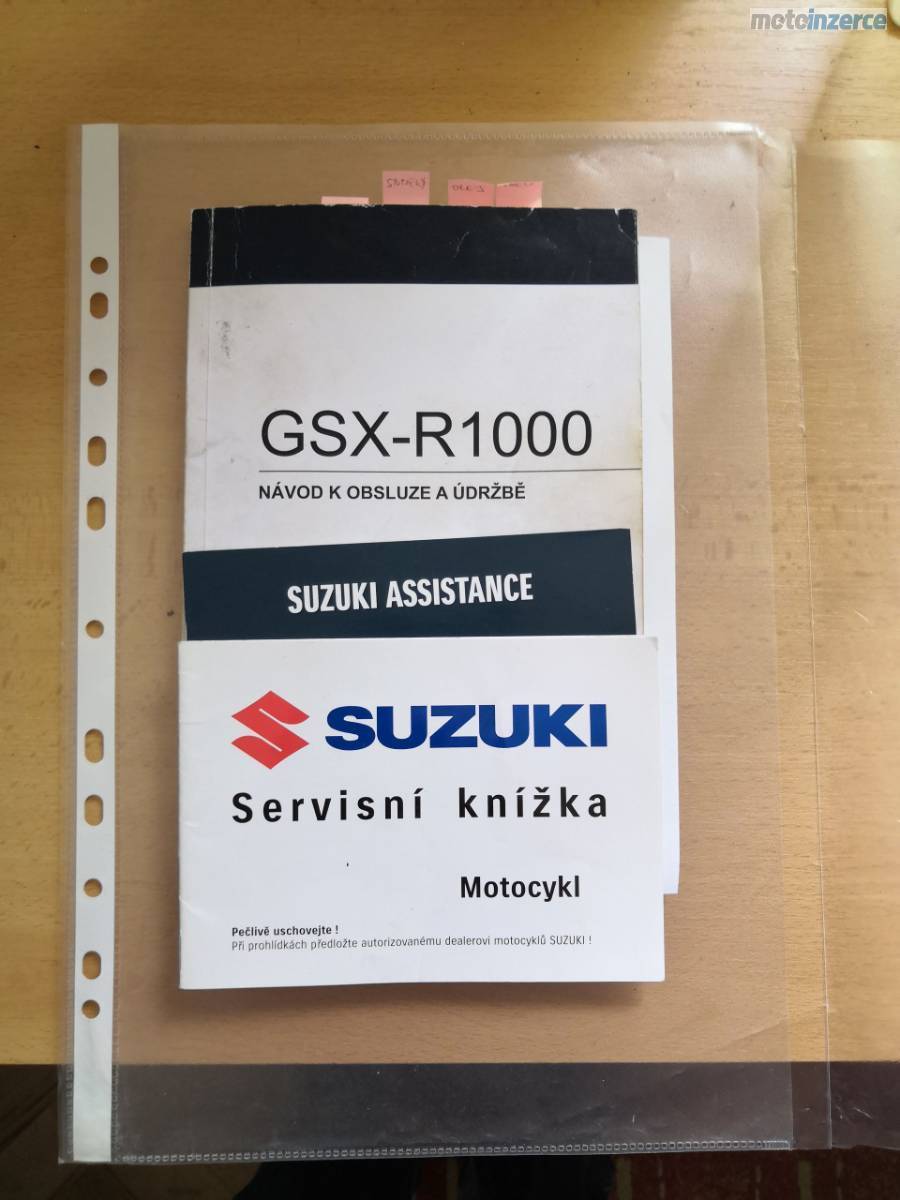 motoinzerce
GSX-R1000
NÁVOD K OBSLUZE A ÚDRŽBĚ
SUZUKI ASSISTANCE
SUZUKI
Servisní knížka
Motocykl
Pečlivě uschovejte !
Při prohlídkách předložte autorizovanému dealerovi motocyklů SUZUKI !